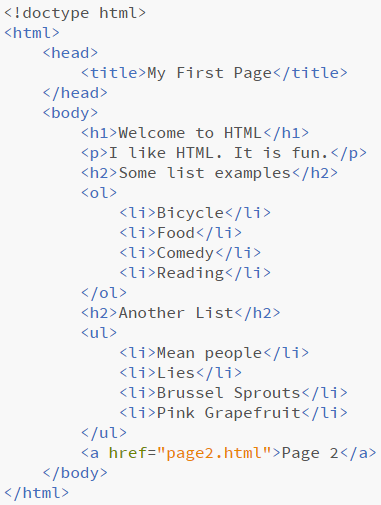 <!doctype html>
<html>
    <head>
        <title>My First Page</title>
    </head>
    <body>
        <h1>Welcome to HTML</h1>
        <p>I like HTML. It is fun.</p>
        <h2>Some list examples</h2>
        <ol>
            <li>Bicycle</li>
            <li>Food</li>
            <li>Comedy</li>
            <li>Reading</li>
        </ol>
        <h2>Another List</h2>
        <ul>
            <li>Mean people</li>
            <li>Lies</li>
            <li>Brussel Sprouts</li>
            <li>Pink Grapefruit</li>
        </ul>
        <a href="page2.html">Page 2</a>
    </body>
</html>